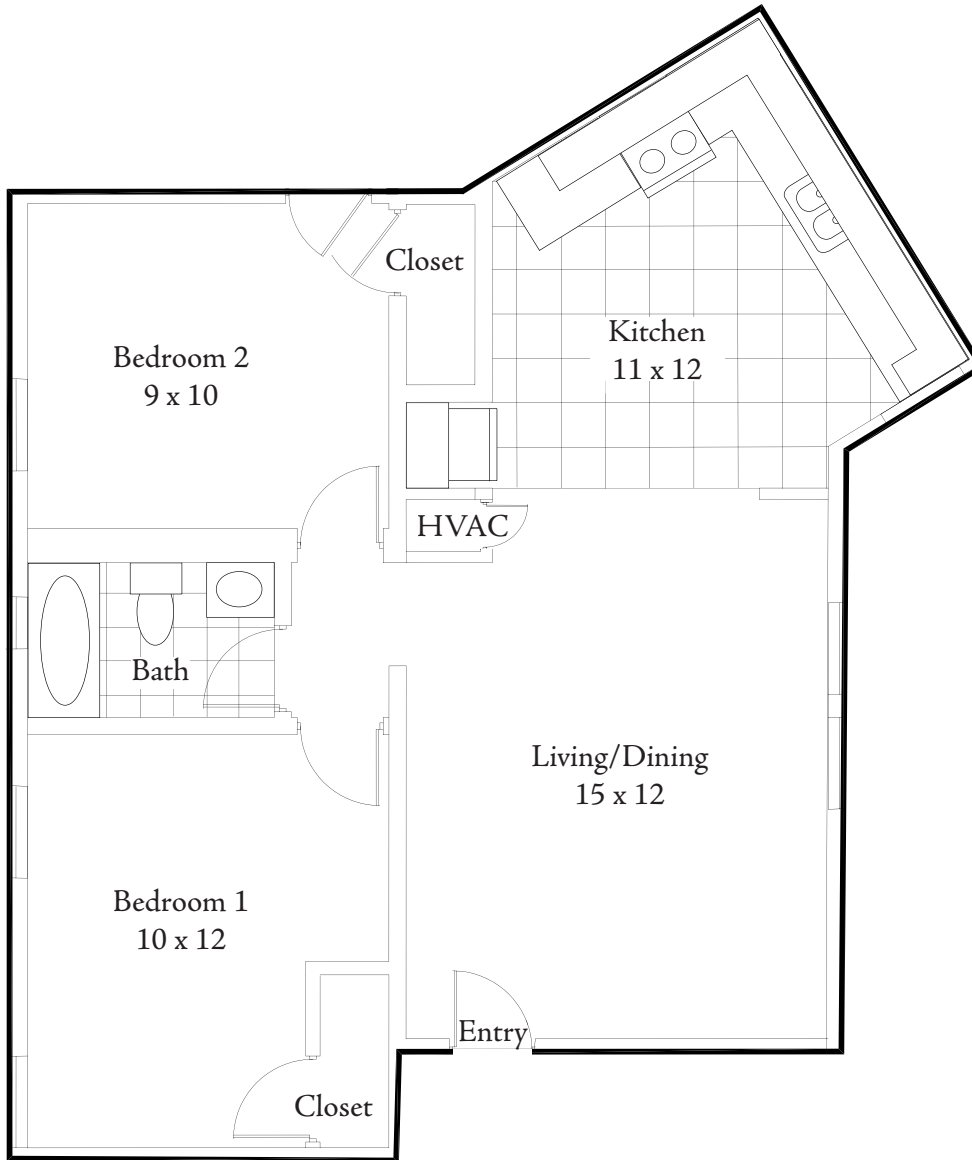 Closet
Kitchen
11 x 12
Bedroom 2
9 x 10
HVAC
Bath
Living/Dining
15 x 12
Bedroom 1
10 x 12
Entry
Closet